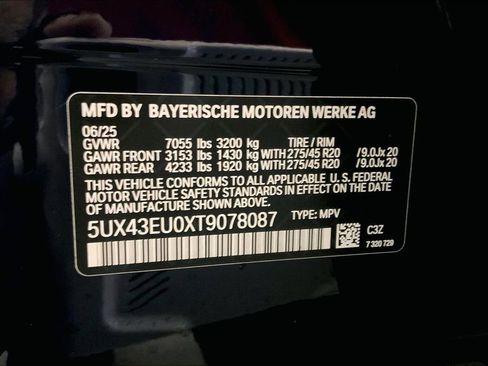 MFD BY BAYERISCHE MOTOREN WERKE AG
06/25
GVWR 7055 lbs 3200 kg TIRE / RIM
GAWR FRONT 3153 lbs 1430 kg WITH 275/45 R20 /9.0Jx 20
GAWR REAR 4233 lbs 1920 kg WITH 275/45 R20 /9.0Jx 20
THIS VEHICLE CONFORMS TO ALL APPLICABLE U.S. FEDERAL
MOTOR VEHICLE SAFETY STANDARDS IN EFFECT ON THE DATE OF
MANUFACTURE SHOWN ABOVE.
5UX43EU0XT9078087 TYPE: MPV
C3Z
7 320 729